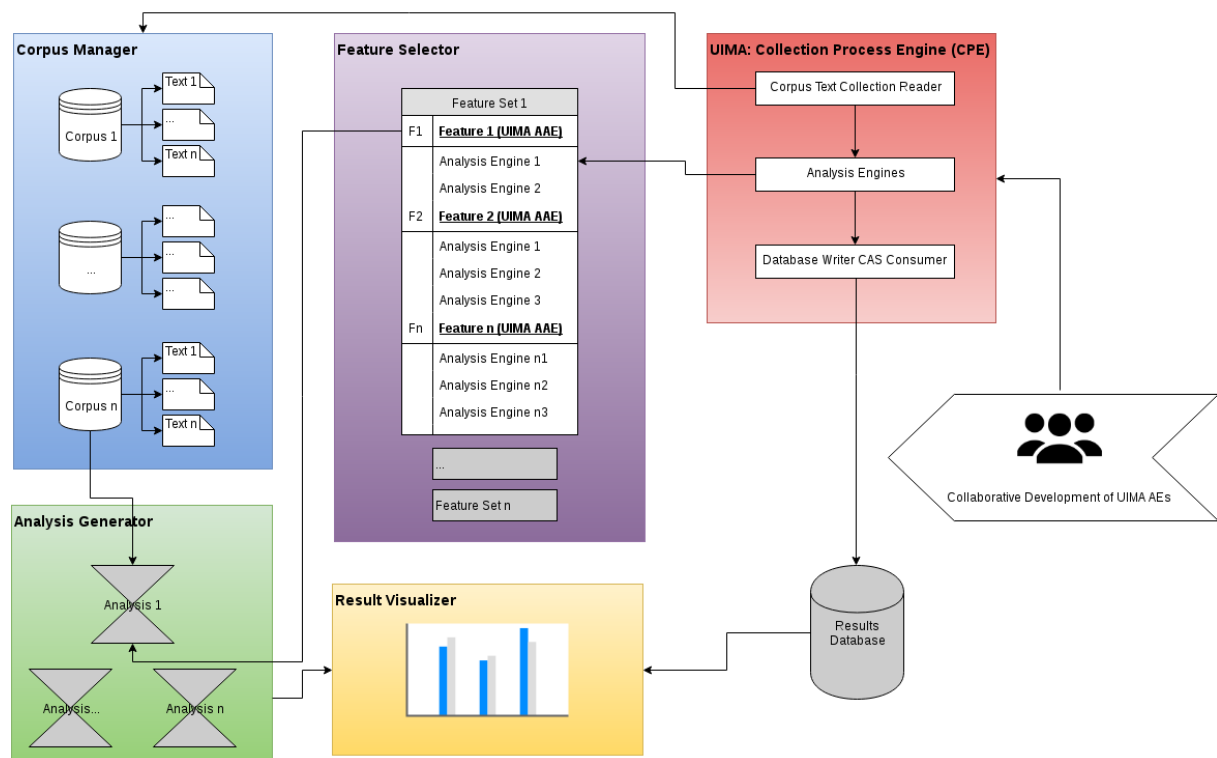 Corpus Manager
Corpus 1
Text 1
...
Text n
...
...
...
...
Corpus n
Text 1
...
Text n
Feature Selector
Feature Set 1
F1 Feature 1 (UIMA AAE)
Analysis Engine 1
Analysis Engine 2
F2 Feature 2 (UIMA AAE)
Analysis Engine 1
Analysis Engine 2
Analysis Engine 3
Fn Feature n (UIMA AAE)
Analysis Engine n1
Analysis Engine n2
Analysis Engine n3
...
Feature Set n
UIMA: Collection Process Engine (CPE)
Corpus Text Collection Reader
Analysis Engines
Database Writer CAS Consumer
Collaborative Development of UIMA AEs
Analysis Generator
Analysis 1
Analysis...
Analysis n
Result Visualizer
Results
Database